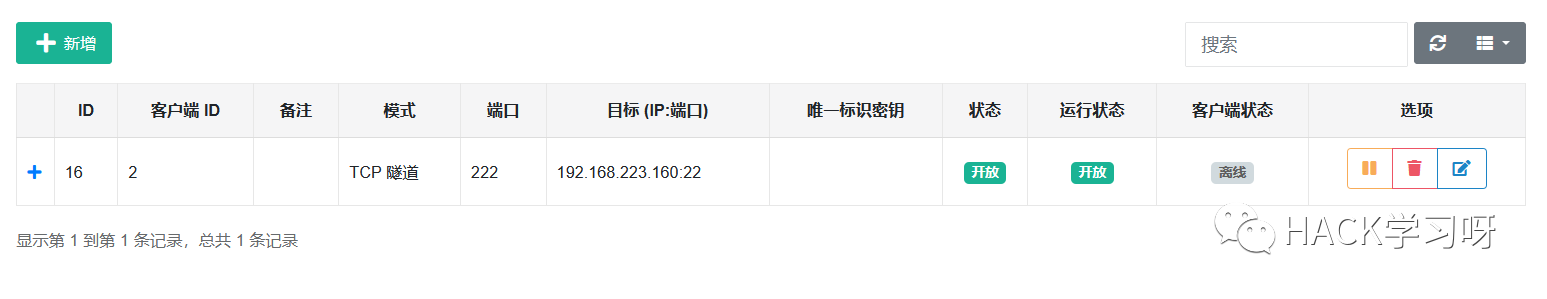 新增
搜索
ID 客户端 ID 备注 模式 端口 目标 (IP:端口) 唯一标识密钥 状态 运行状态 客户端状态 选项
16 2 TCP 隧道 222 192.168.223.160:22 开放 开放 离线
显示第 1 到第 1 条记录，总共 1 条记录
HACK学习呀